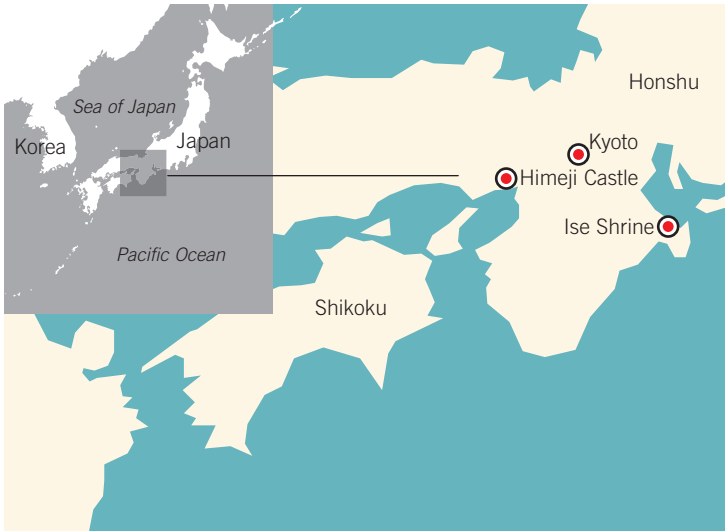 Honshu
Sea of Japan
Korea
Japan
Kyoto
Himeji Castle
Ise Shrine
Pacific Ocean
Shikoku